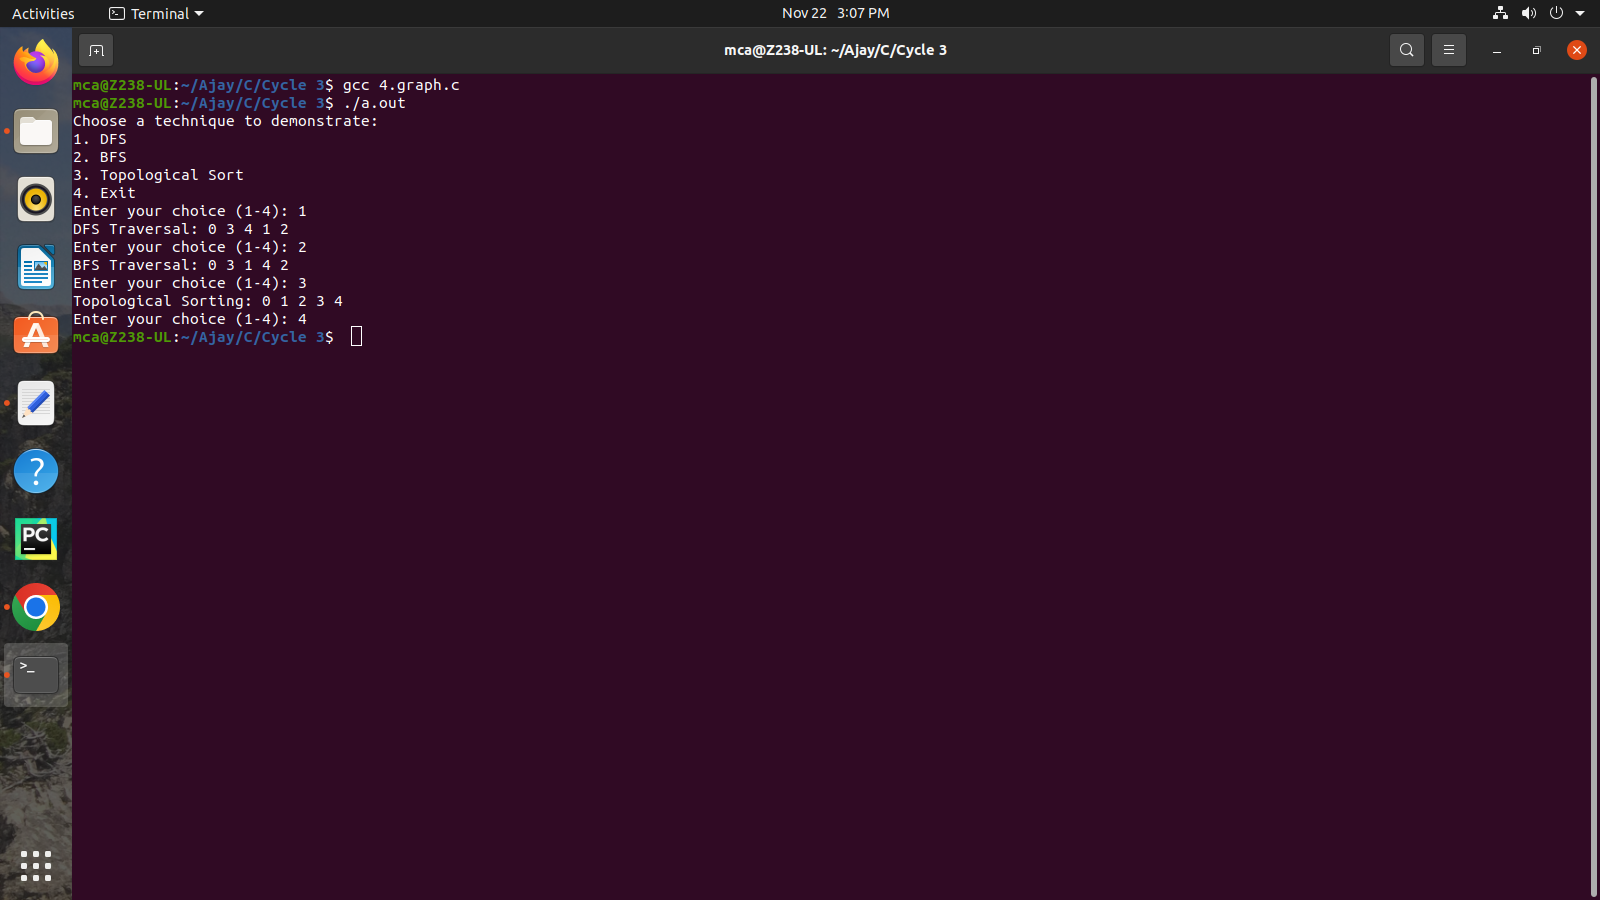 Activities
Terminal
Nov 22 3:07 PM
mca@Z238-UL: ~/Ajay/C/Cycle 3
mca@Z238-UL:~/Ajay/C/Cycle 3$ gcc 4.graph.c
mca@Z238-UL:~/Ajay/C/Cycle 3$ ./a.out
Choose a technique to demonstrate:
1. DFS
2. BFS
3. Topological Sort
4. Exit
Enter your choice (1-4): 1
DFS Traversal: 0 3 4 1 2
Enter your choice (1-4): 2
BFS Traversal: 0 3 1 4 2
Enter your choice (1-4): 3
Topological Sorting: 0 1 2 3 4
Enter your choice (1-4): 4
mca@Z238-UL:~/Ajay/C/Cycle 3$
PC
>_